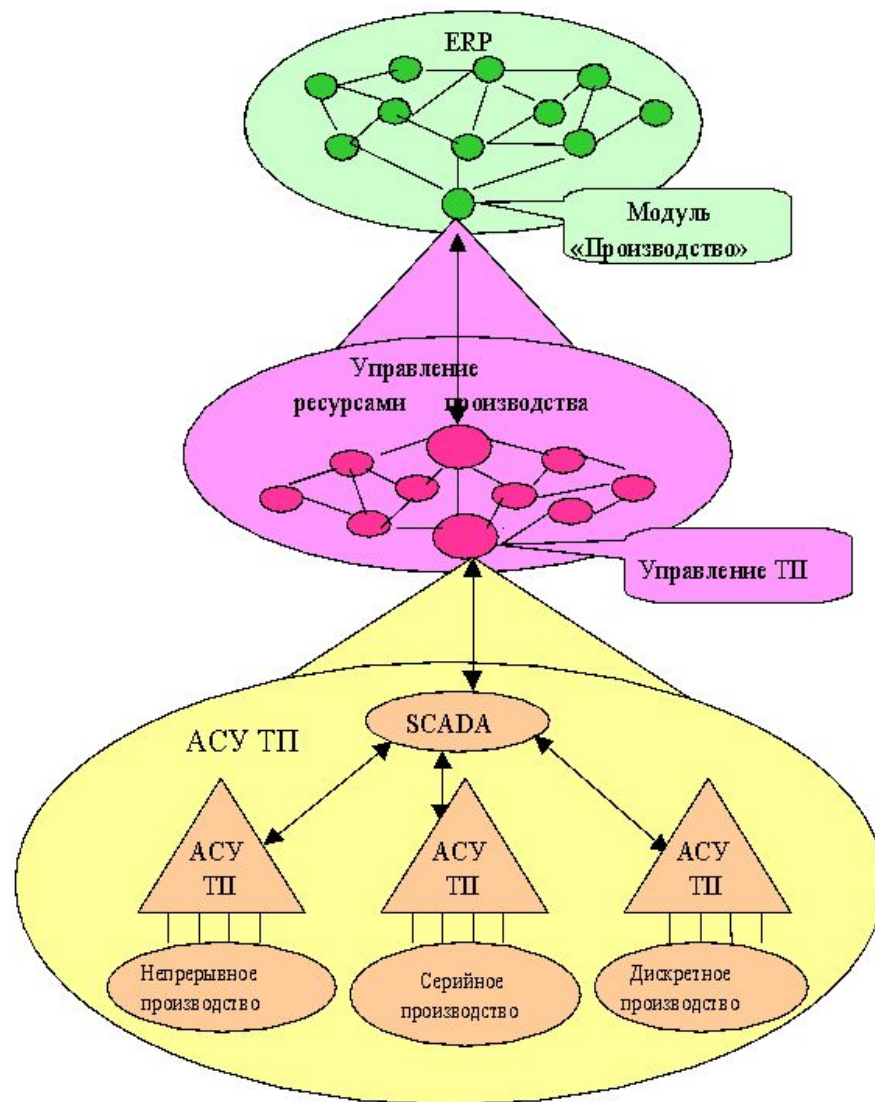 ERP
Модуль
«Производство»
Управление
ресурсами производства
Управление ТП
SCADA
АСУ ТП
АСУ
ТП
АСУ
ТП
АСУ
ТП
Непрерывное
производство
Серийное
производство
Дискретное
производство